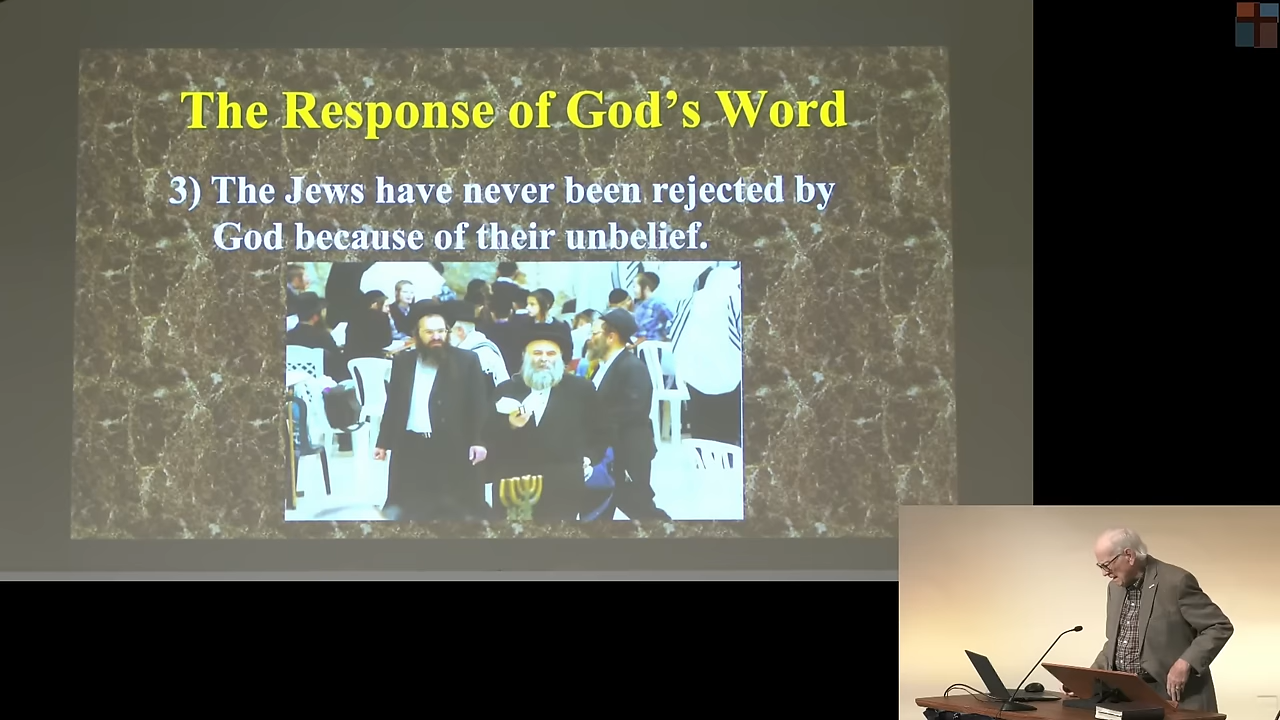 The Response of God's Word
3) The Jews have never been rejected by
God because of their unbelief.